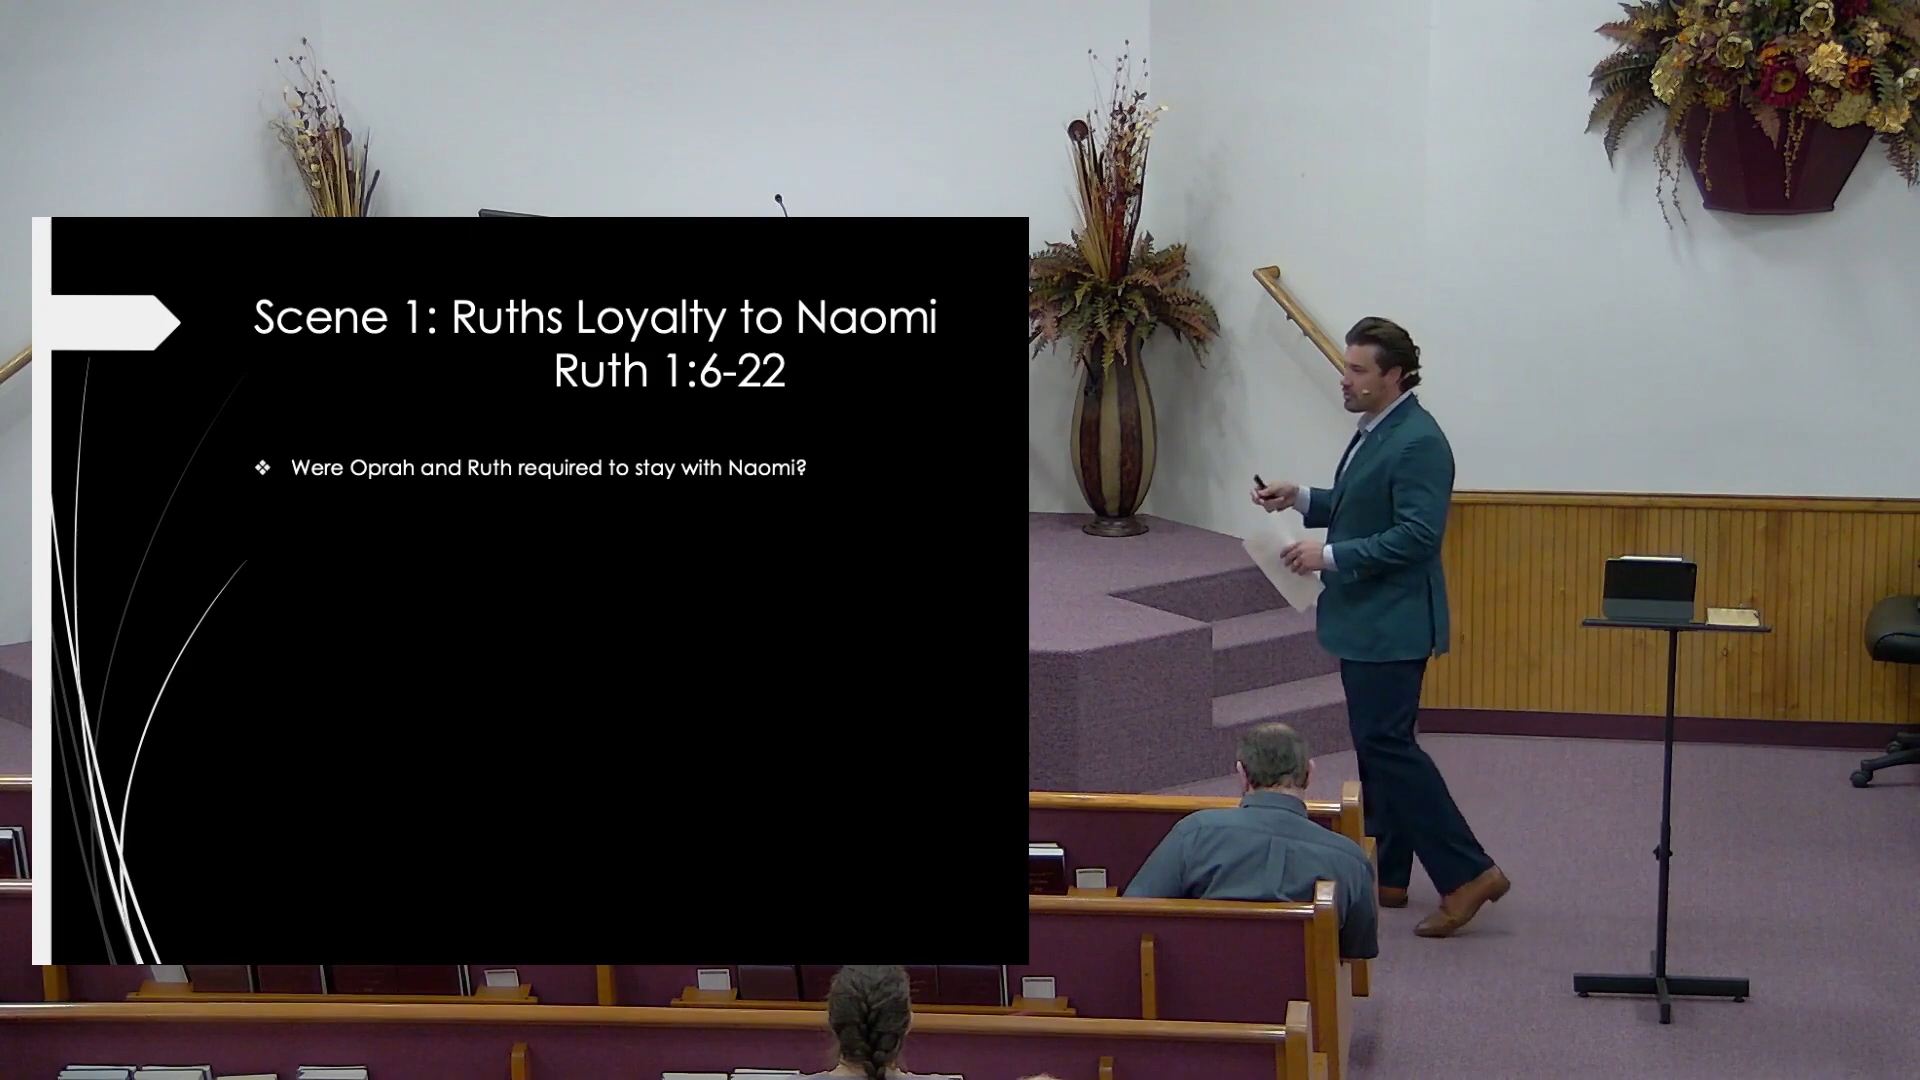 Scene 1: Ruths Loyalty to Naomi
Ruth 1:6-22
❖ Were Oprah and Ruth required to stay with Naomi?